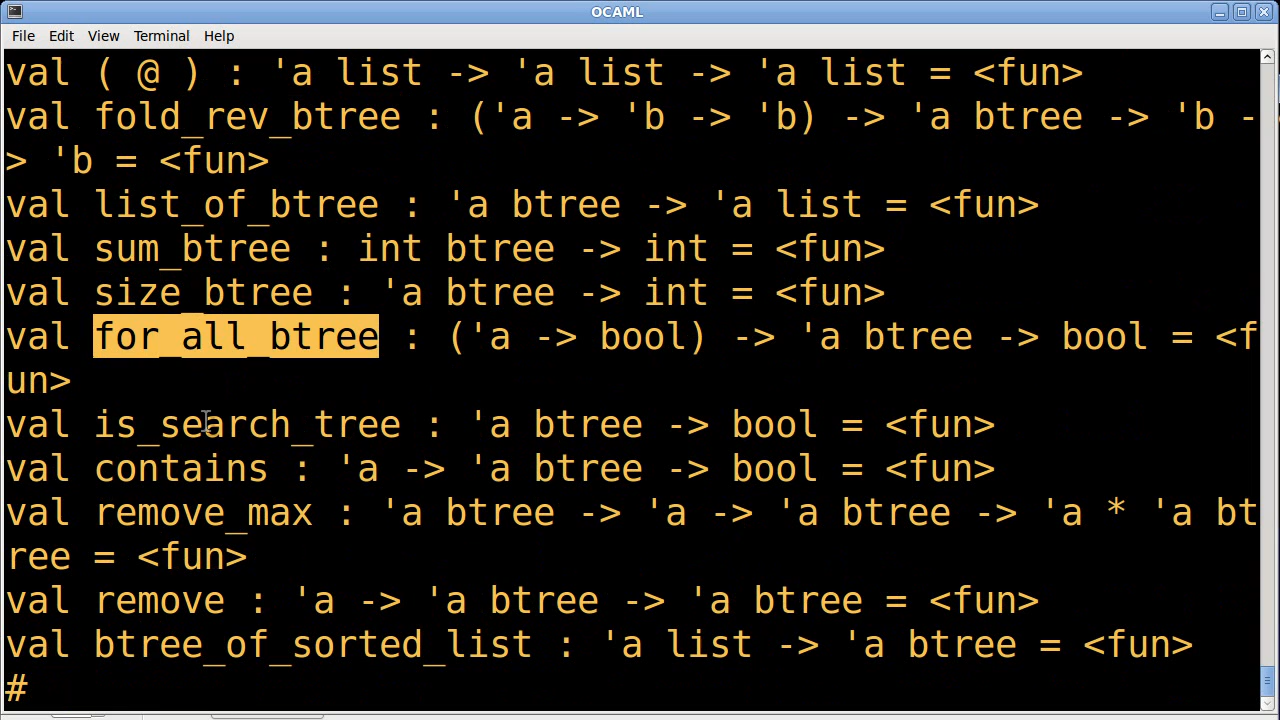 OCAML
File Edit View Terminal Help
val ( @ ) : 'a list -> 'a list -> 'a list = <fun>
val fold_rev_btree : ('a -> 'b -> 'b) -> 'a btree -> 'b -
> 'b = <fun>
val list_of_btree : 'a btree -> 'a list = <fun>
val sum_btree : int btree -> int = <fun>
val size_btree : 'a btree -> int = <fun>
val for_all_btree : ('a -> bool) -> 'a btree -> bool = <f
un>
val is_search_tree : 'a btree -> bool = <fun>
val contains : 'a -> 'a btree -> bool = <fun>
val remove_max : 'a btree -> 'a -> 'a btree -> 'a * 'a bt
ree = <fun>
val remove : 'a -> 'a btree -> 'a btree = <fun>
val btree_of_sorted_list : 'a list -> 'a btree = <fun>
#